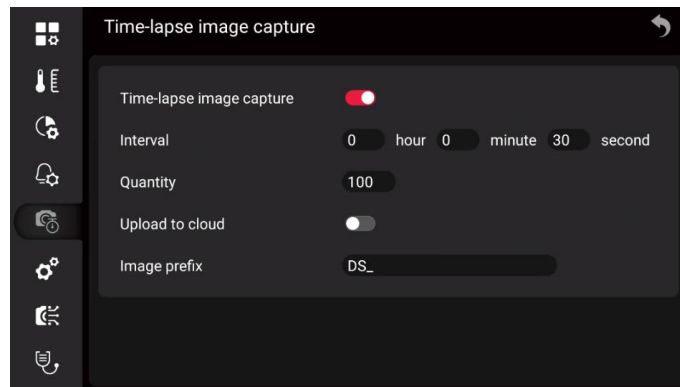 Time-lapse image capture
Time-lapse image capture
Interval 0 hour 0 minute 30 second
Quantity 100
Upload to cloud
Image prefix DS_